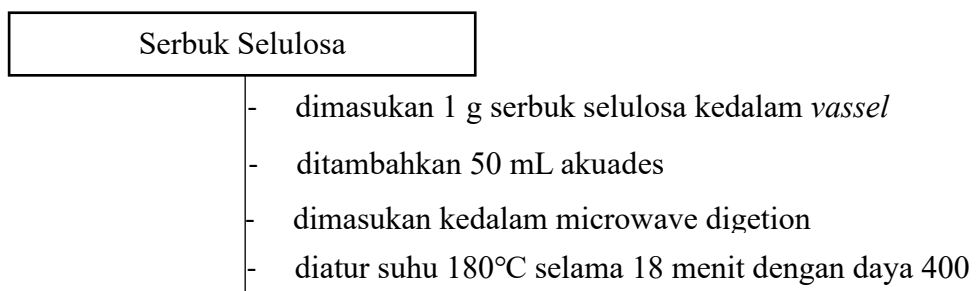 Serbuk Selulosa
- dimasukan 1 g serbuk selulosa kedalam vassel
- ditambahkan 50 mL akuades
- dimasukan kedalam microwave digetion
- diatur suhu 180°C selama 18 menit dengan daya 400